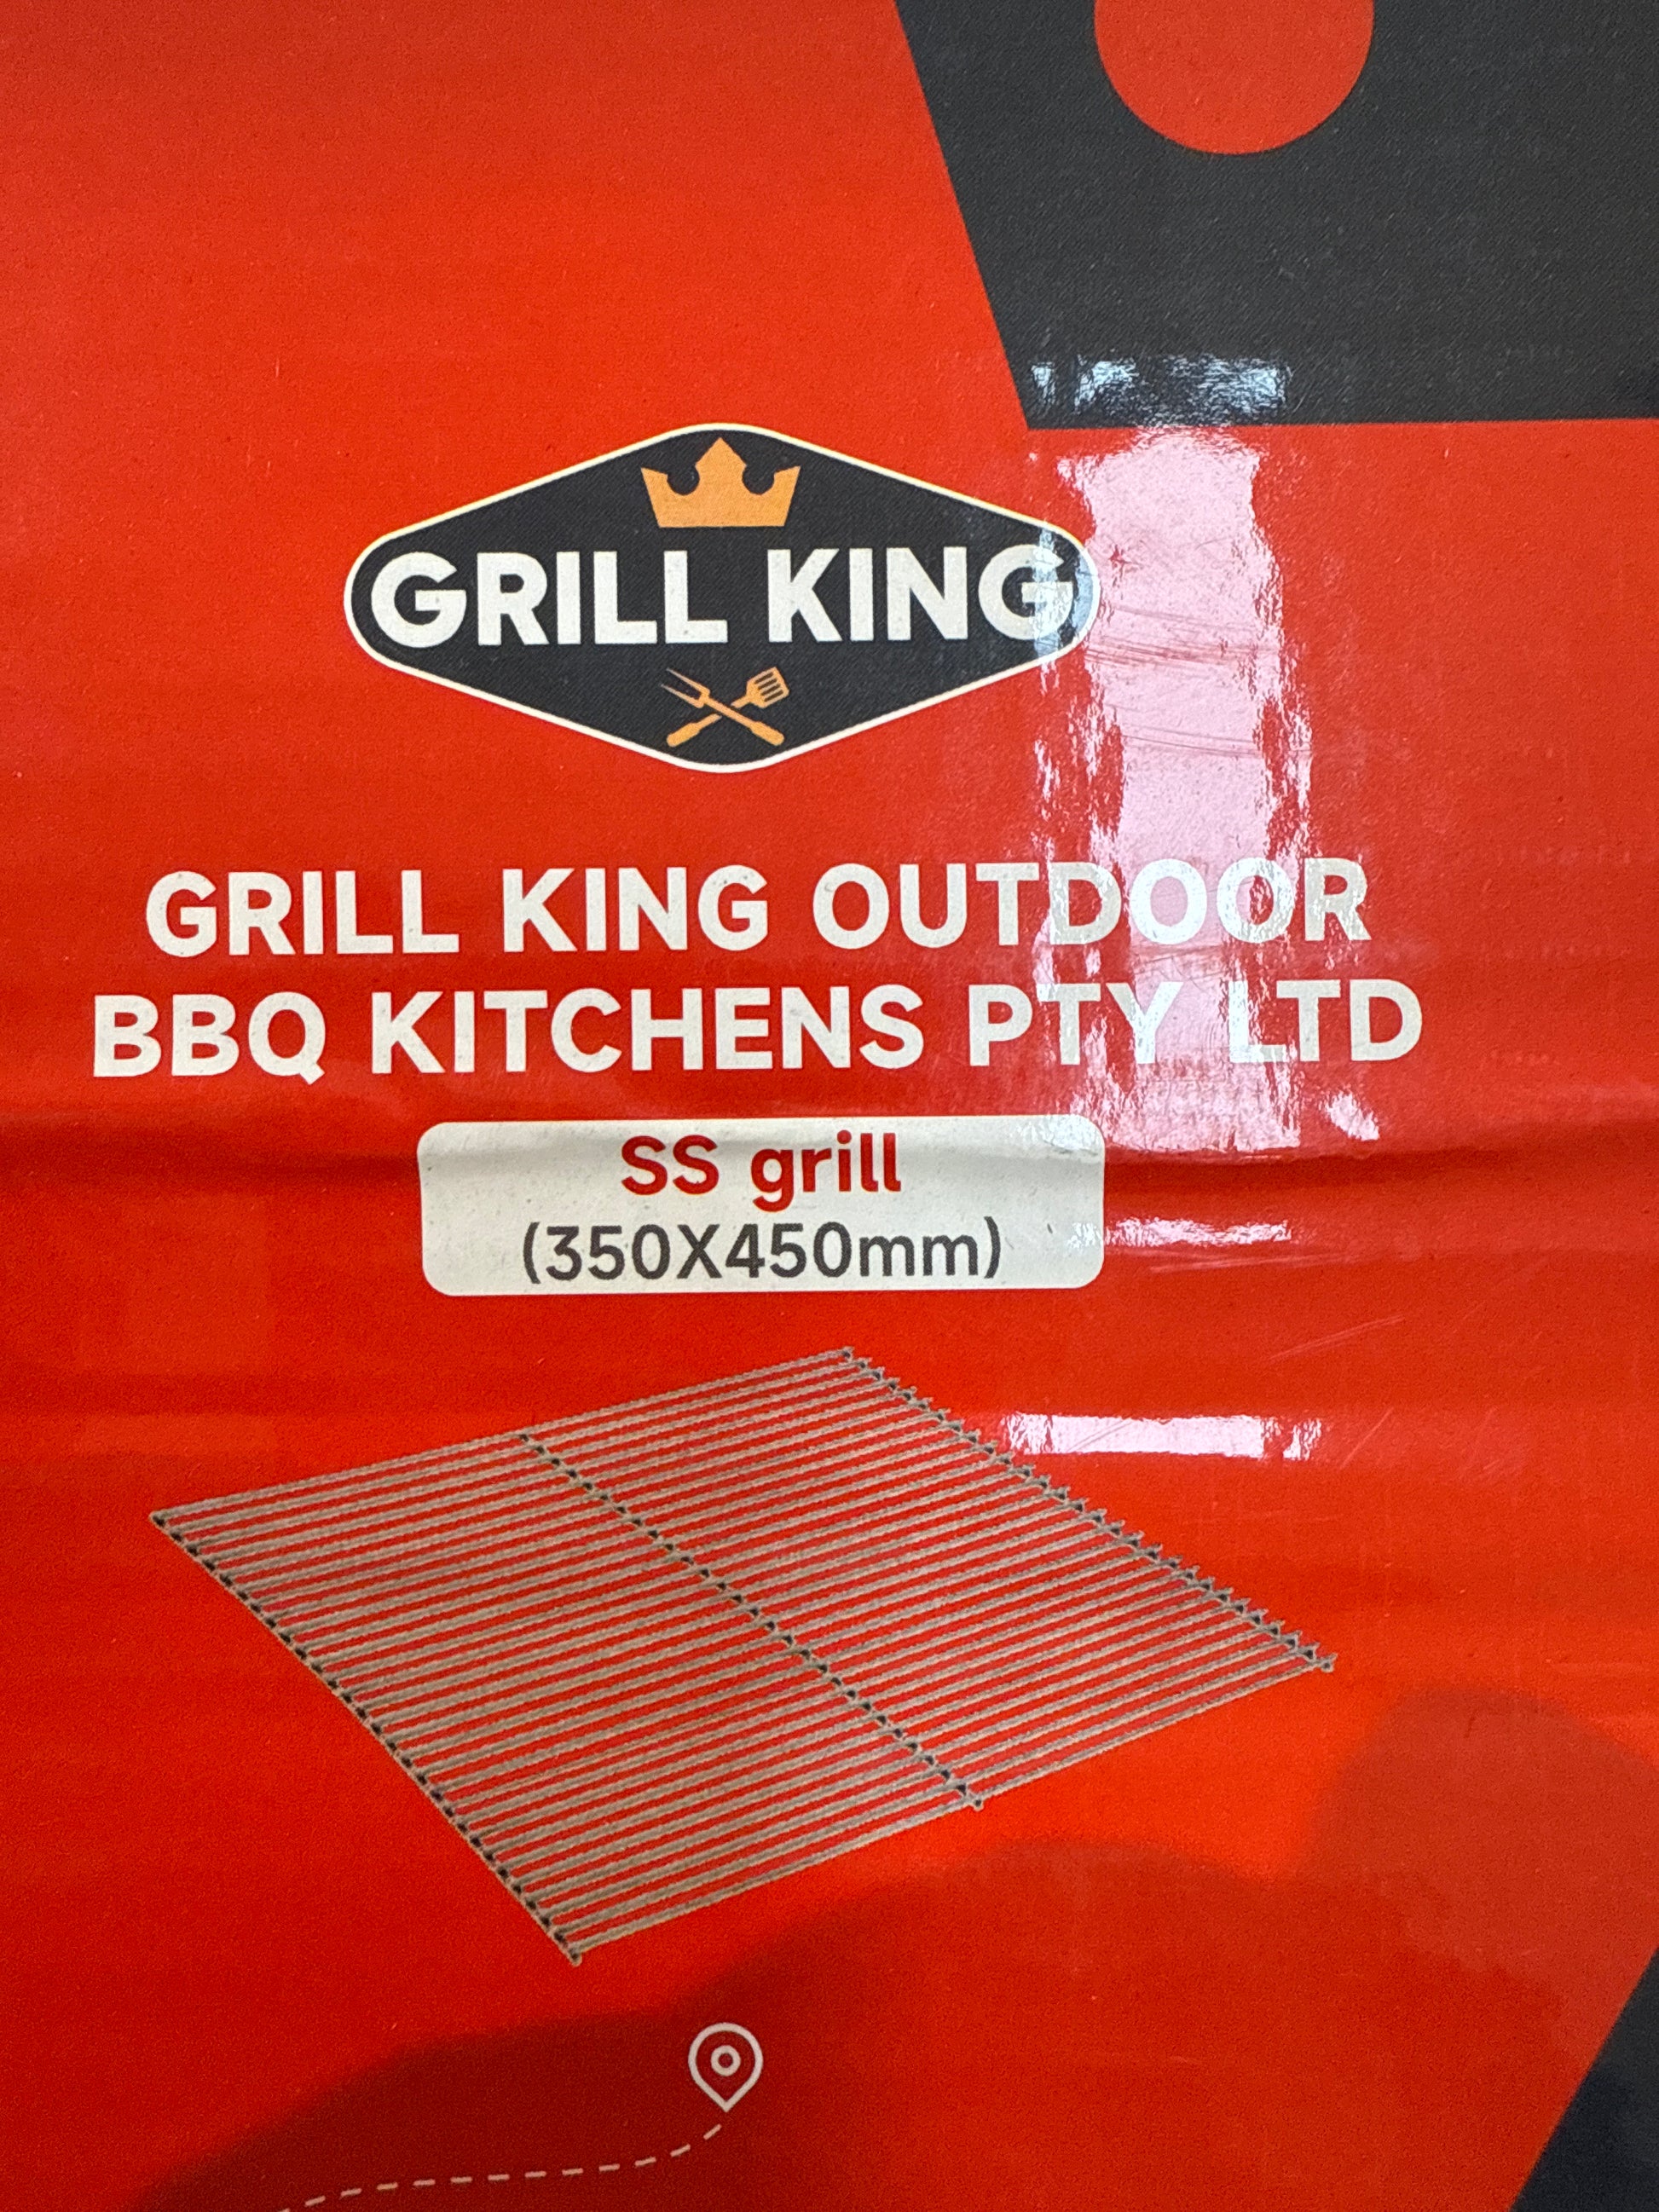 GRILL KING
GRILL KING OUTDOOR
BBQ KITCHENS PTY LTD
SS grill
(350X450mm)